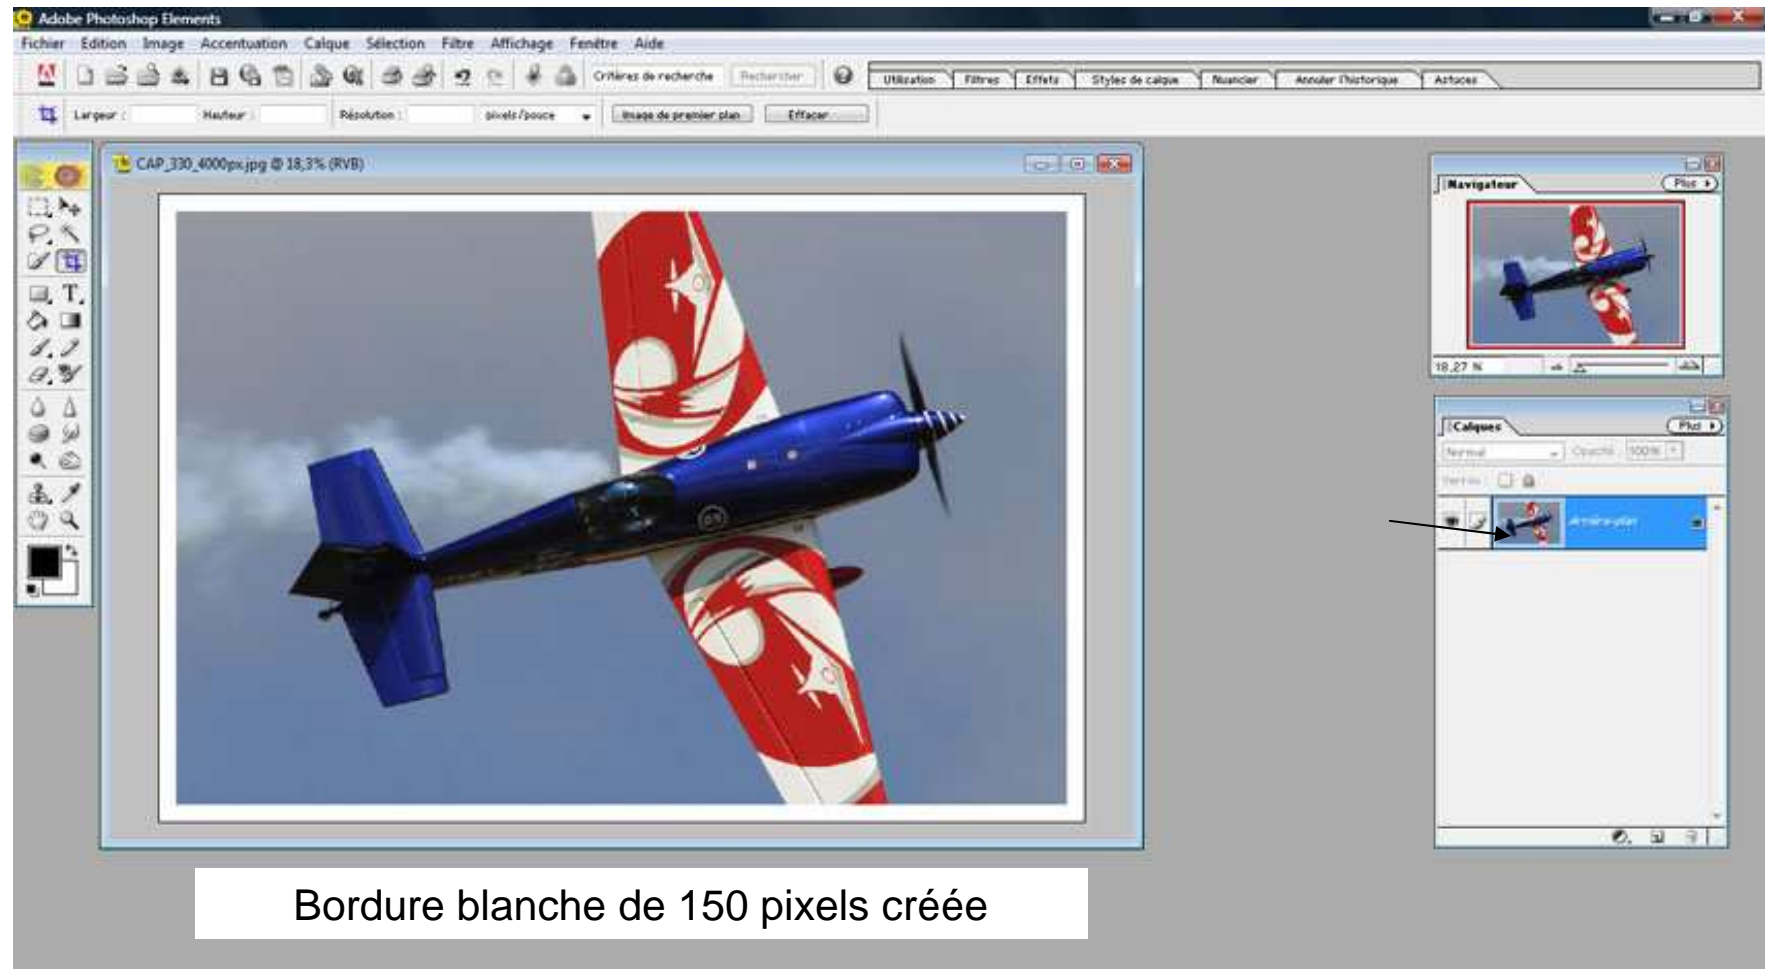 Adobe Photoshop Elements
Fichier Edition Image Accentuation Calque Sélection Filtre Affichage Fenêtre Aide
Critères de recherche Rechercher Utilisation Filtres Effets Styles de calque Nuancier Annuler l'historique Astuces
Largeur : Hauteur : Résolution : pixels/pouce Image de premier plan Effacer
CAP_330_4000px.jpg @ 18,3% (RVB)
Navigateur Plus
18,27 %
Calques Plus
Normal Opacité : 100%
Verrou :
Arrière-plan
Bordure blanche de 150 pixels créée